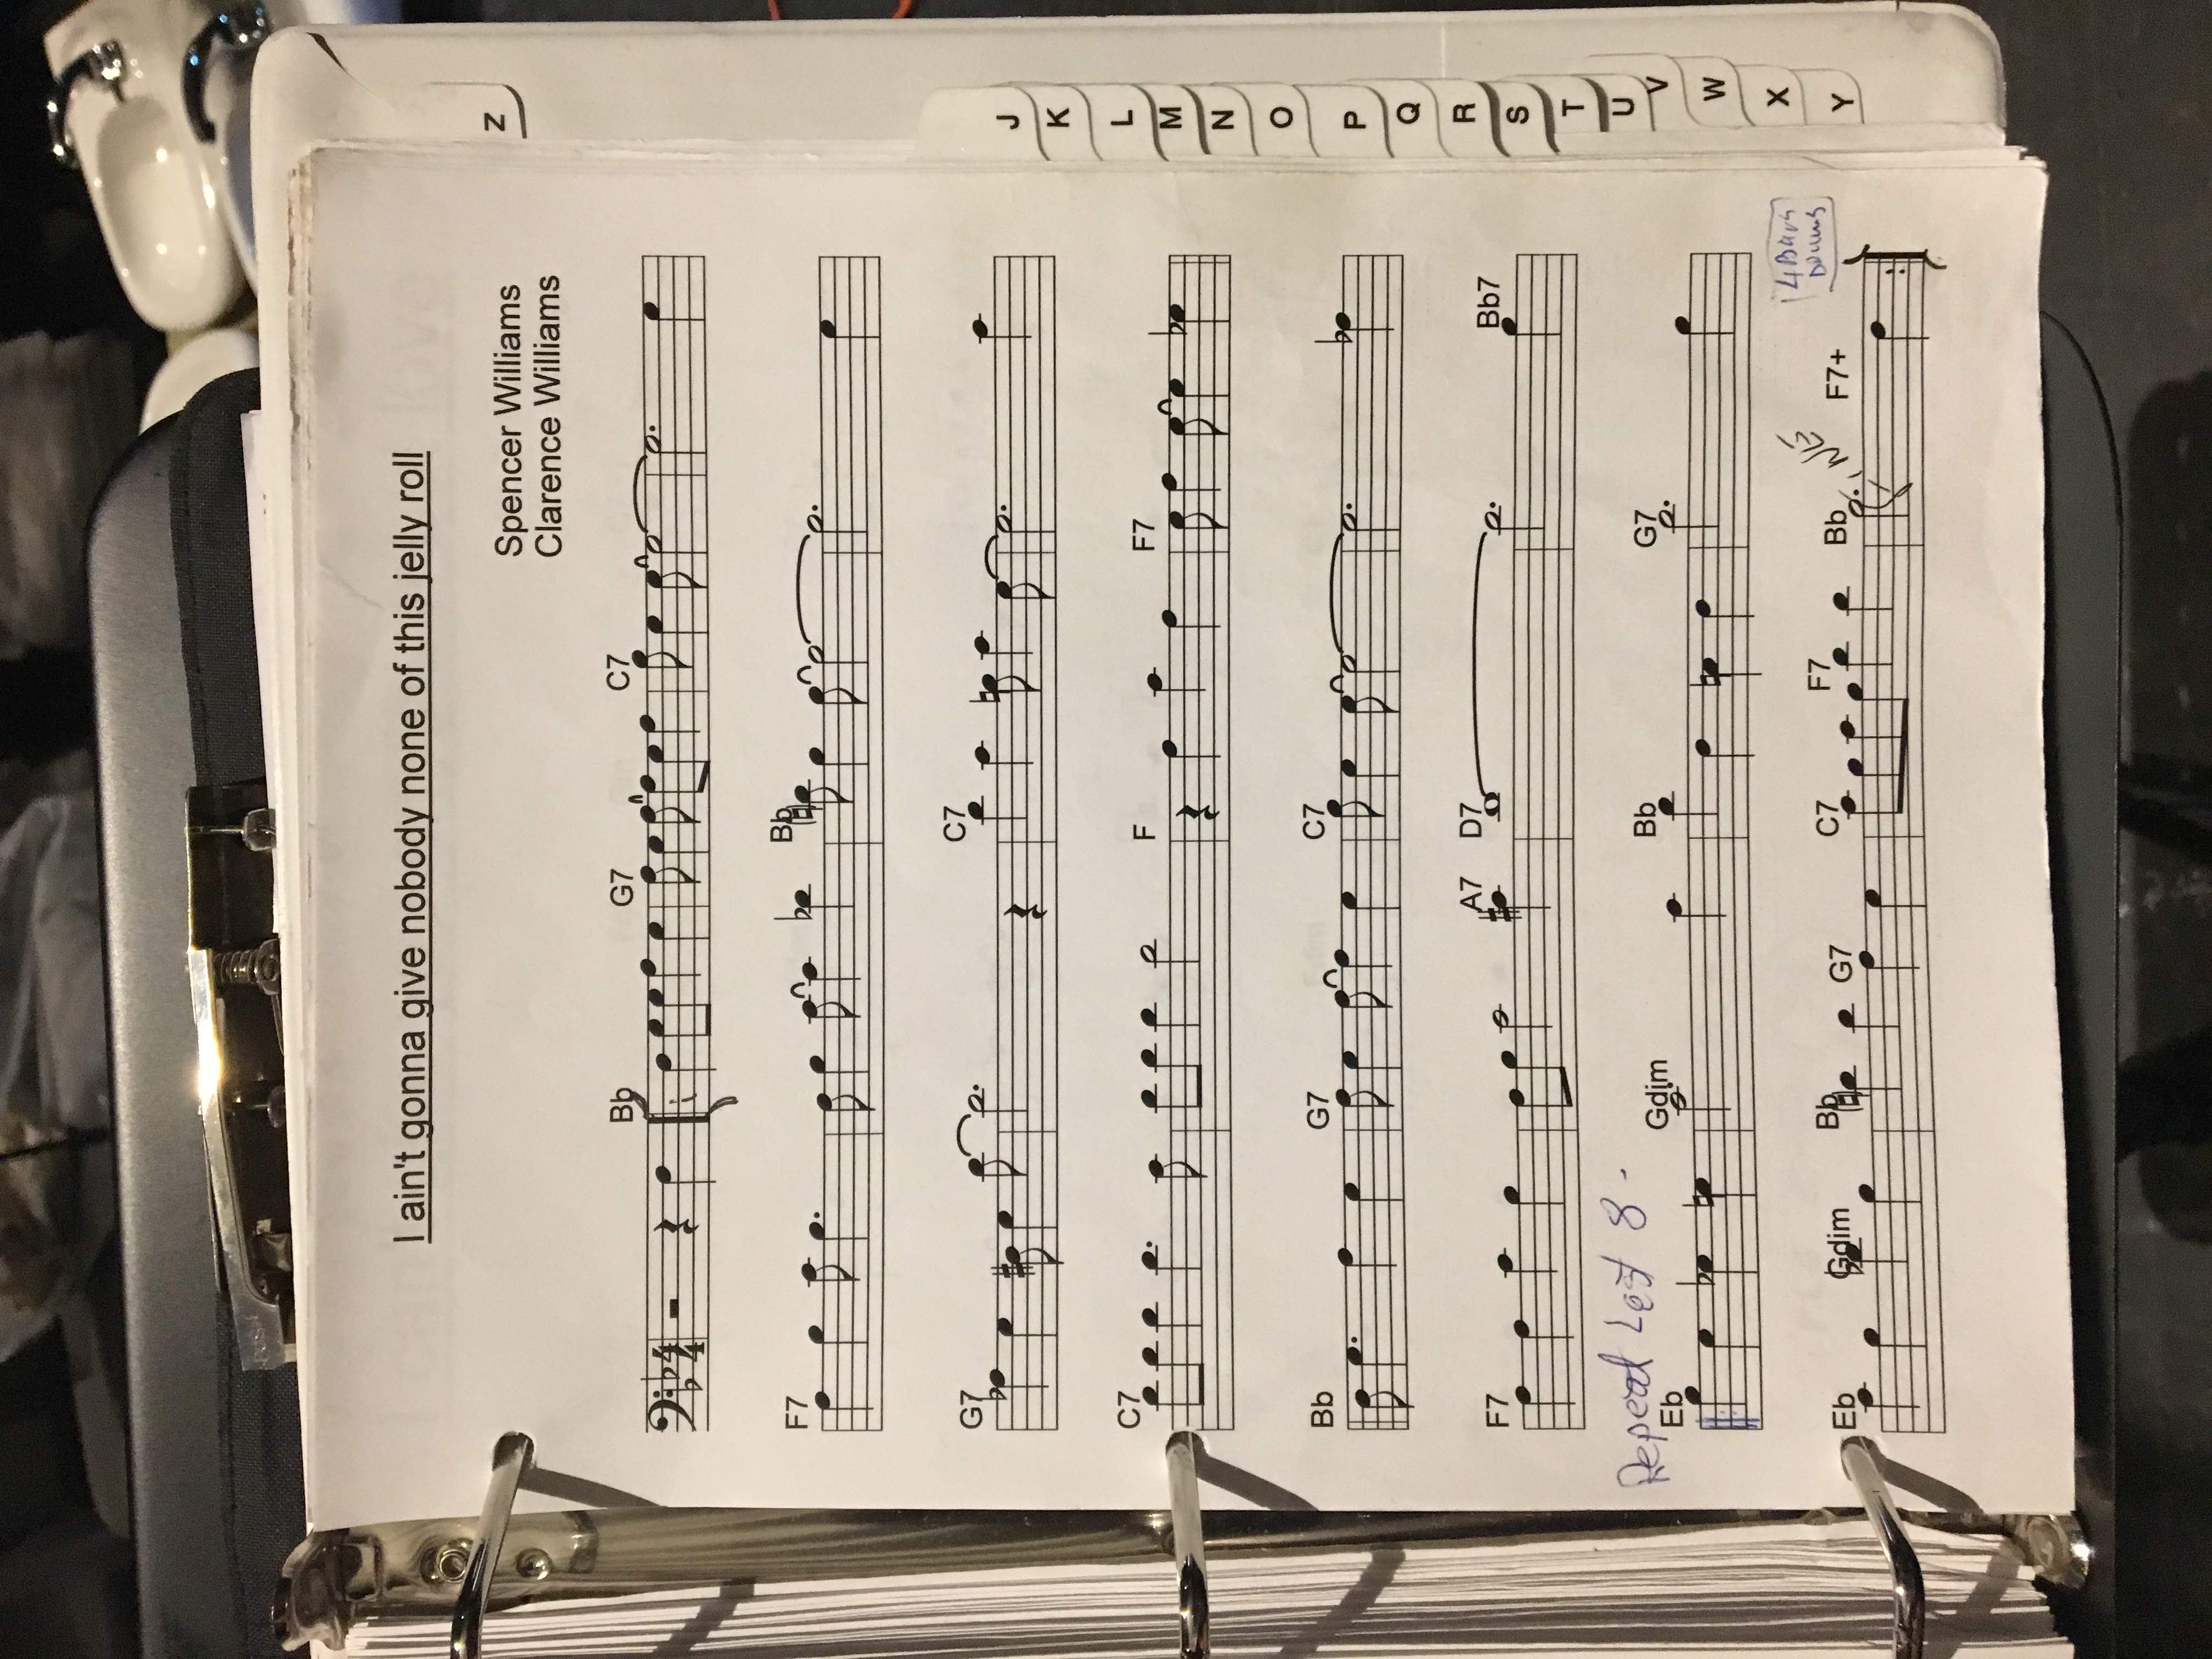 I ain't gonna give nobody none of this jelly roll
Spencer Williams
Clarence Williams
Bb G7 C7
4
4
F7 Bb
G7 C7
C7 F F7
Bb G7 C7
F7 A7 D7 Bb7
Repeat Last 8.
Eb Gdim Bb G7
4 Bars
Drums
Eb Gdim Bb G7 C7 F7 Bb F7+
Z
J
K
L
M
N
O
P
Q
R
S
T
U
V
W
X
Y